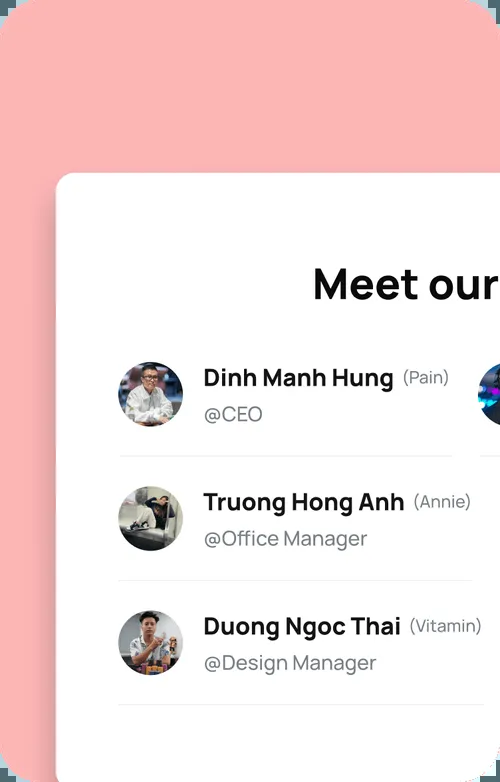 Meet our
Dinh Manh Hung (Pain)
@CEO
Truong Hong Anh (Annie)
@Office Manager
Duong Ngoc Thai (Vitamin)
@Design Manager